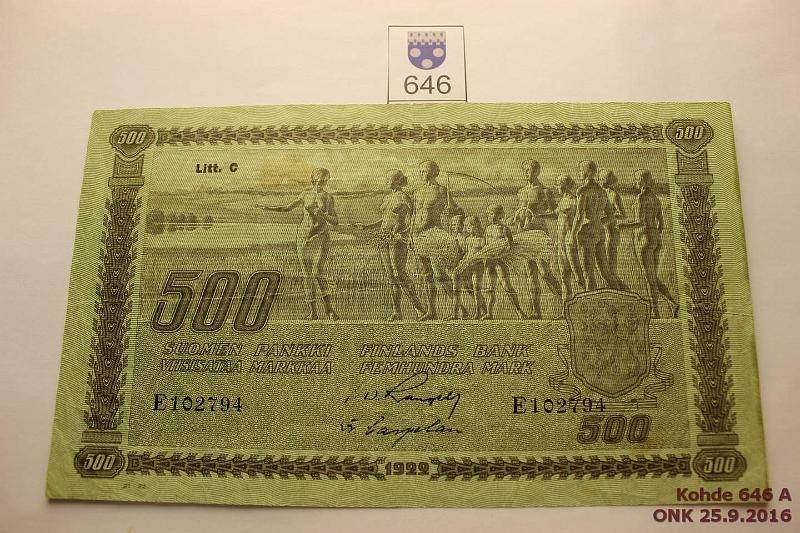 646
500 500
Litt. C
500
SUOMEN PANKKI FINLANDS BANK
VIISISATAA MARKKAA FEMHUNDRA MARK
E102794 E102794
500
500 1922 500
Kohde 646 A
ONK 25.9.2016